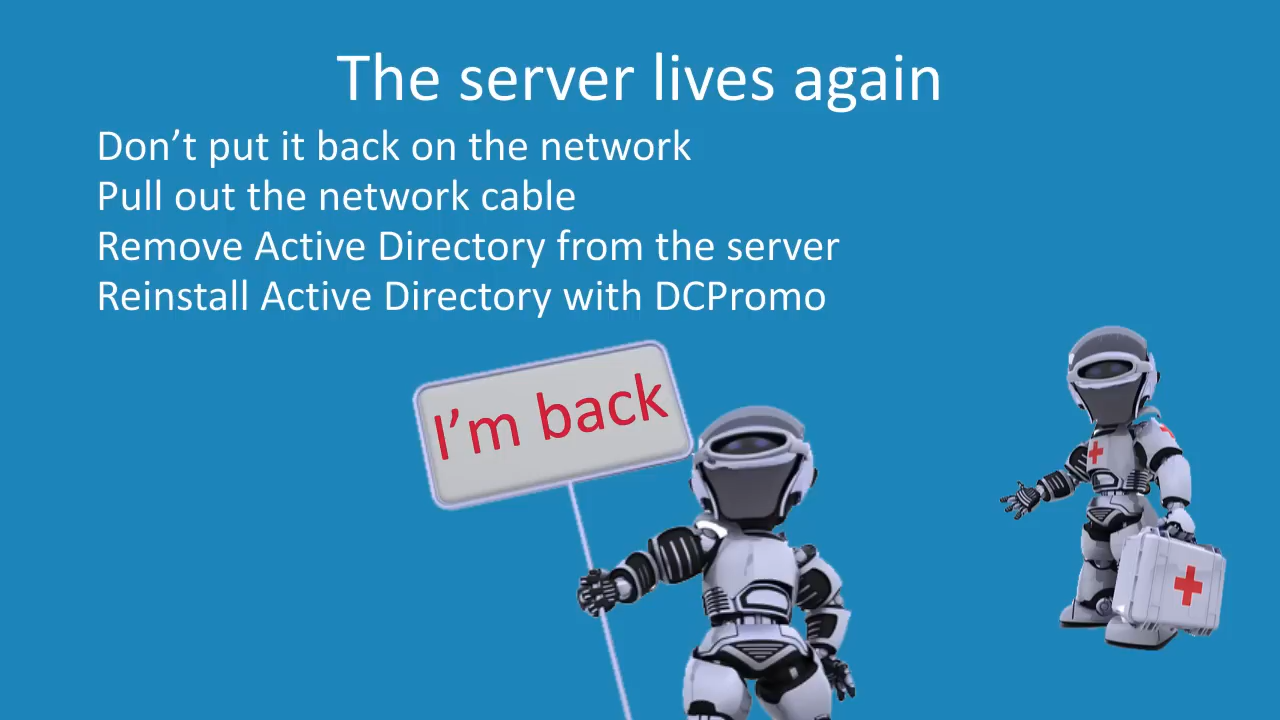 The server lives again
Don’t put it back on the network
Pull out the network cable
Remove Active Directory from the server
Reinstall Active Directory with DCPromo
I’m back